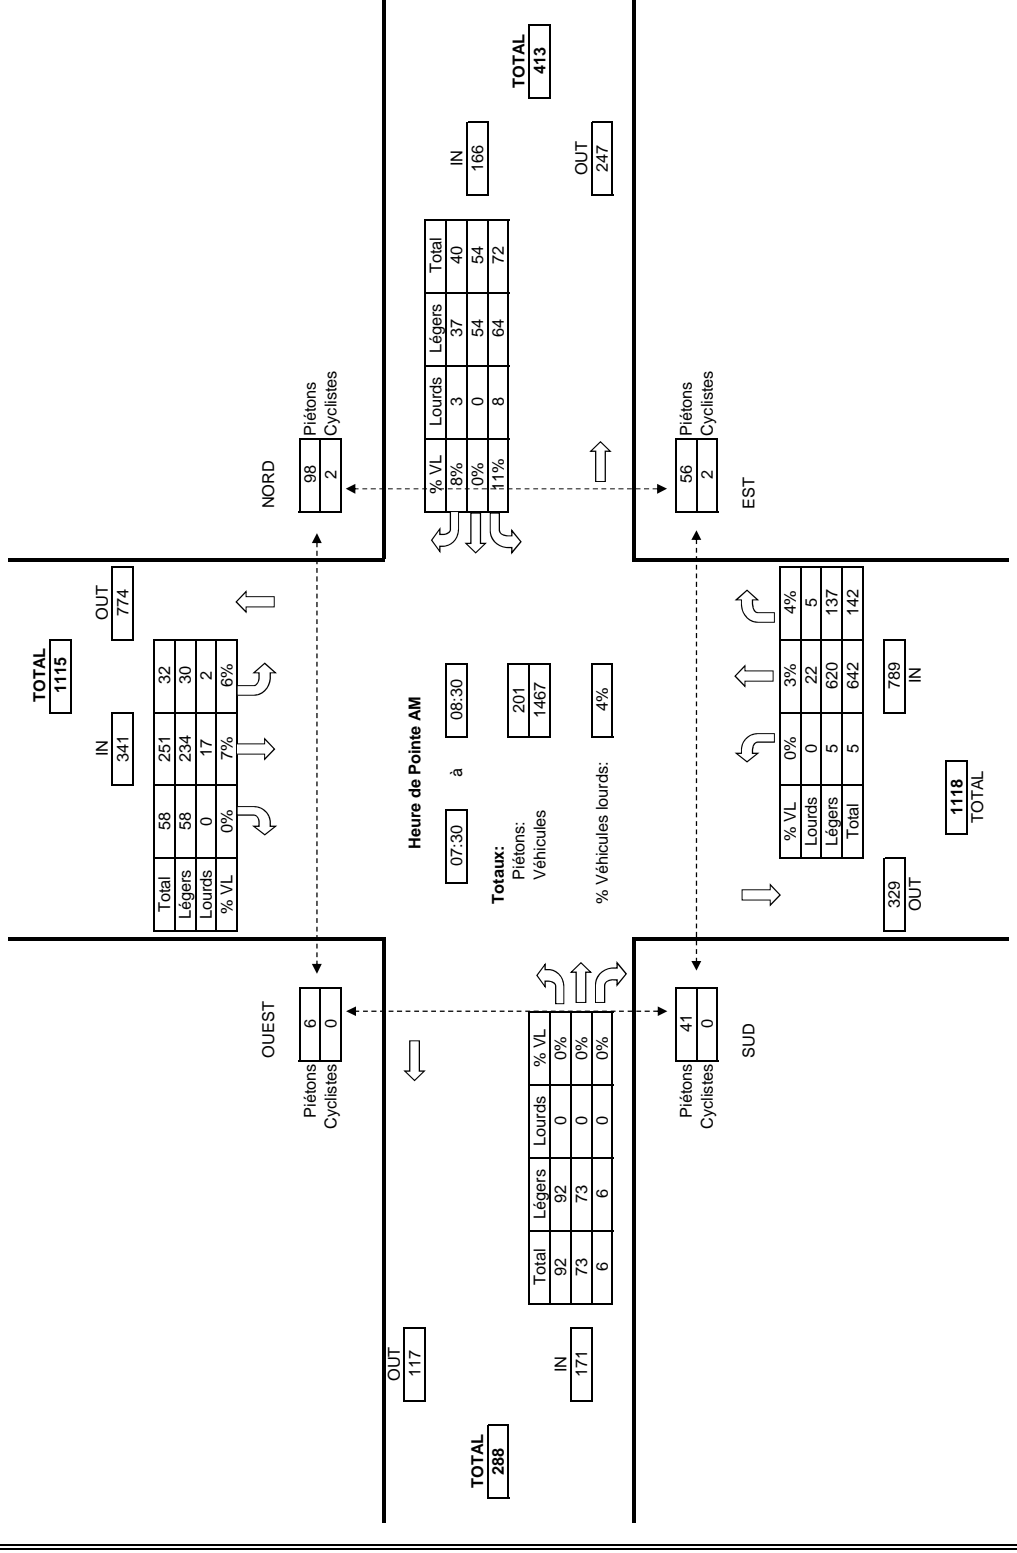 TOTAL
1115
IN OUT
341 774
Total 58 251 32
Légers 58 234 30
Lourds 0 17 2
% VL 0% 7% 6%
OUEST
Piétons 6
Cyclistes 0
NORD
98 Piétons
2 Cyclistes
OUT
117
TOTAL
288
IN
171
Total Légers Lourds % VL
92 92 0 0%
73 73 0 0%
6 6 0 0%
Heure de Pointe AM
07:30 à 08:30
Totaux:
Piétons: 201
Véhicules 1467
% Véhicules lourds: 4%
% VL Lourds Légers Total
8% 3 37 40
0% 0 54 54
11% 8 64 72
IN
166
TOTAL
413
OUT
247
Piétons 41
Cyclistes 0
SUD
56 Piétons
2 Cyclistes
EST
% VL 0% 3% 4%
Lourds 0 22 5
Légers 5 620 137
Total 5 642 142
329 789
OUT IN
1118
TOTAL